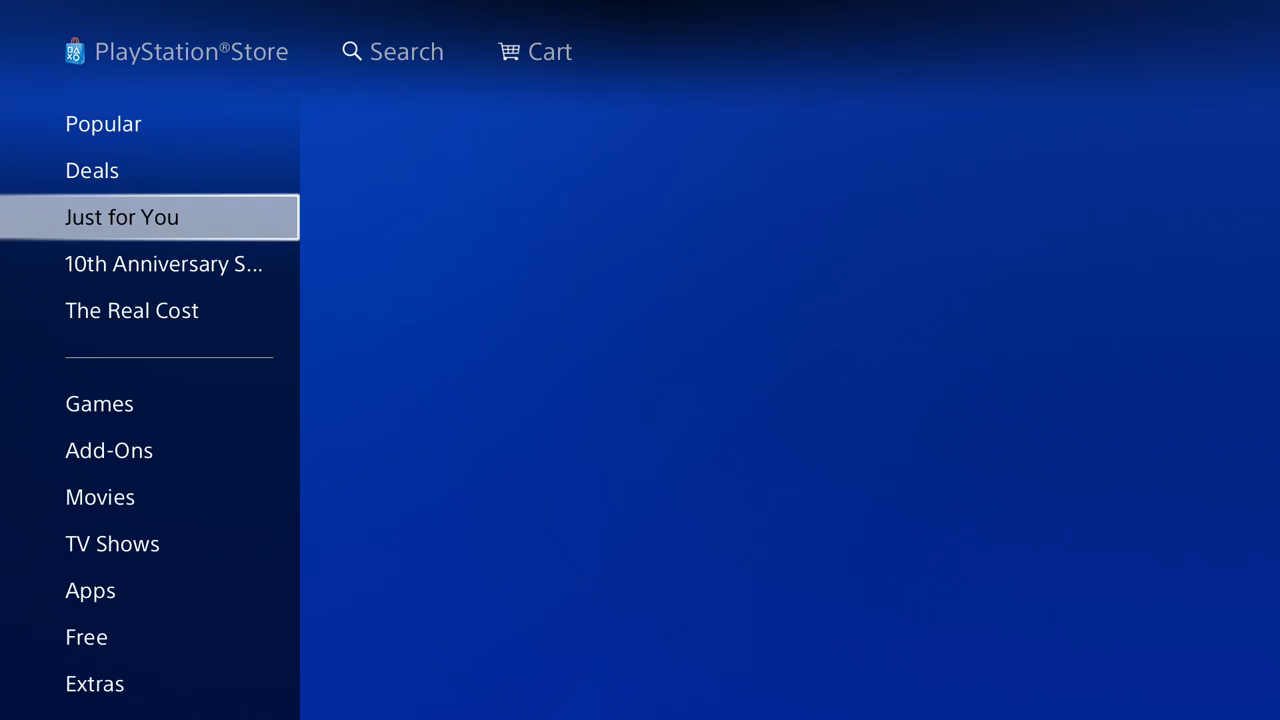 PlayStation®Store Search Cart
Popular
Deals
Just for You
10th Anniversary S...
The Real Cost
Games
Add-Ons
Movies
TV Shows
Apps
Free
Extras